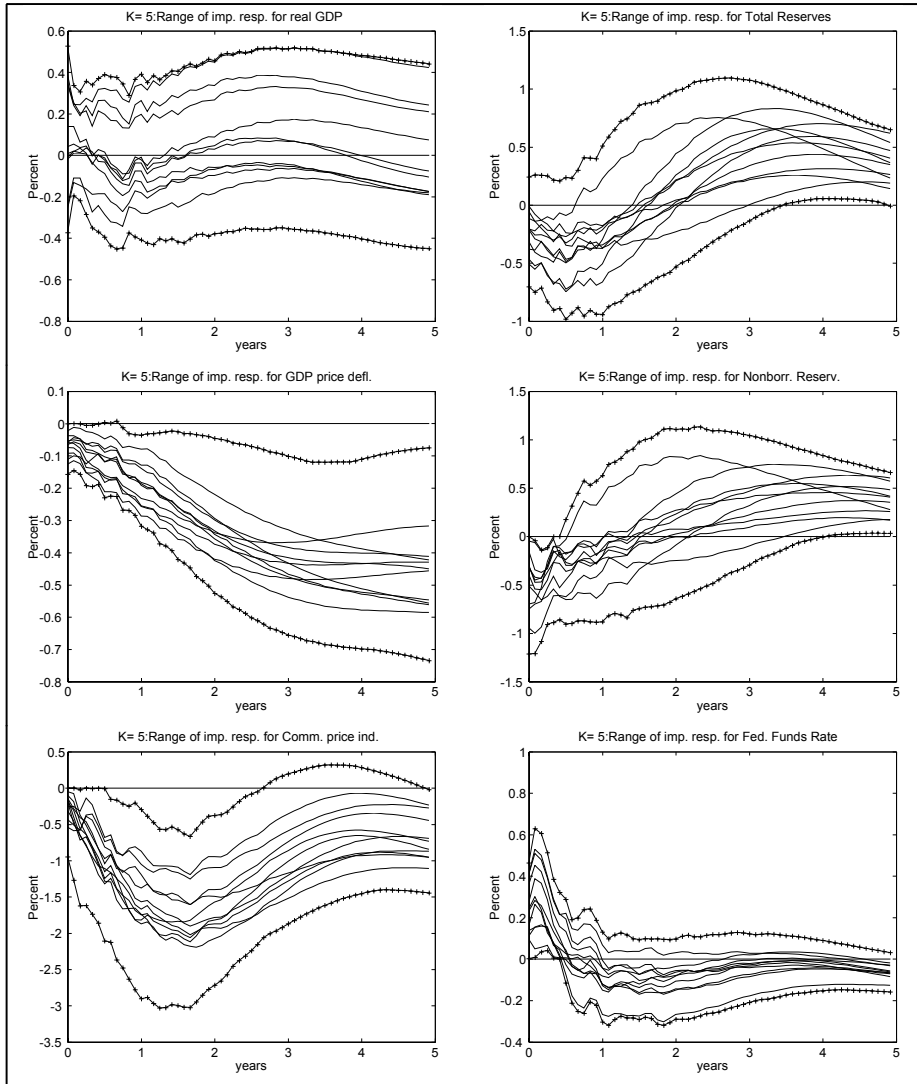 K= 5:Range of imp. resp. for real GDP
0.6
0.4
0.2
0
-0.2
-0.4
-0.6
-0.8
Percent
0 1 2 3 4 5
years
K= 5:Range of imp. resp. for Total Reserves
1.5
1
0.5
0
-0.5
-1
Percent
0 1 2 3 4 5
years
K= 5:Range of imp. resp. for GDP price defl.
0.1
0
-0.1
-0.2
-0.3
-0.4
-0.5
-0.6
-0.7
-0.8
Percent
0 1 2 3 4 5
years
K= 5:Range of imp. resp. for Nonborr. Reserv.
1.5
1
0.5
0
-0.5
-1
-1.5
Percent
0 1 2 3 4 5
years
K= 5:Range of imp. resp. for Comm. price ind.
0.5
0
-0.5
-1
-1.5
-2
-2.5
-3
-3.5
Percent
0 1 2 3 4 5
years
K= 5:Range of imp. resp. for Fed. Funds Rate
1
0.8
0.6
0.4
0.2
0
-0.2
-0.4
Percent
0 1 2 3 4 5
years